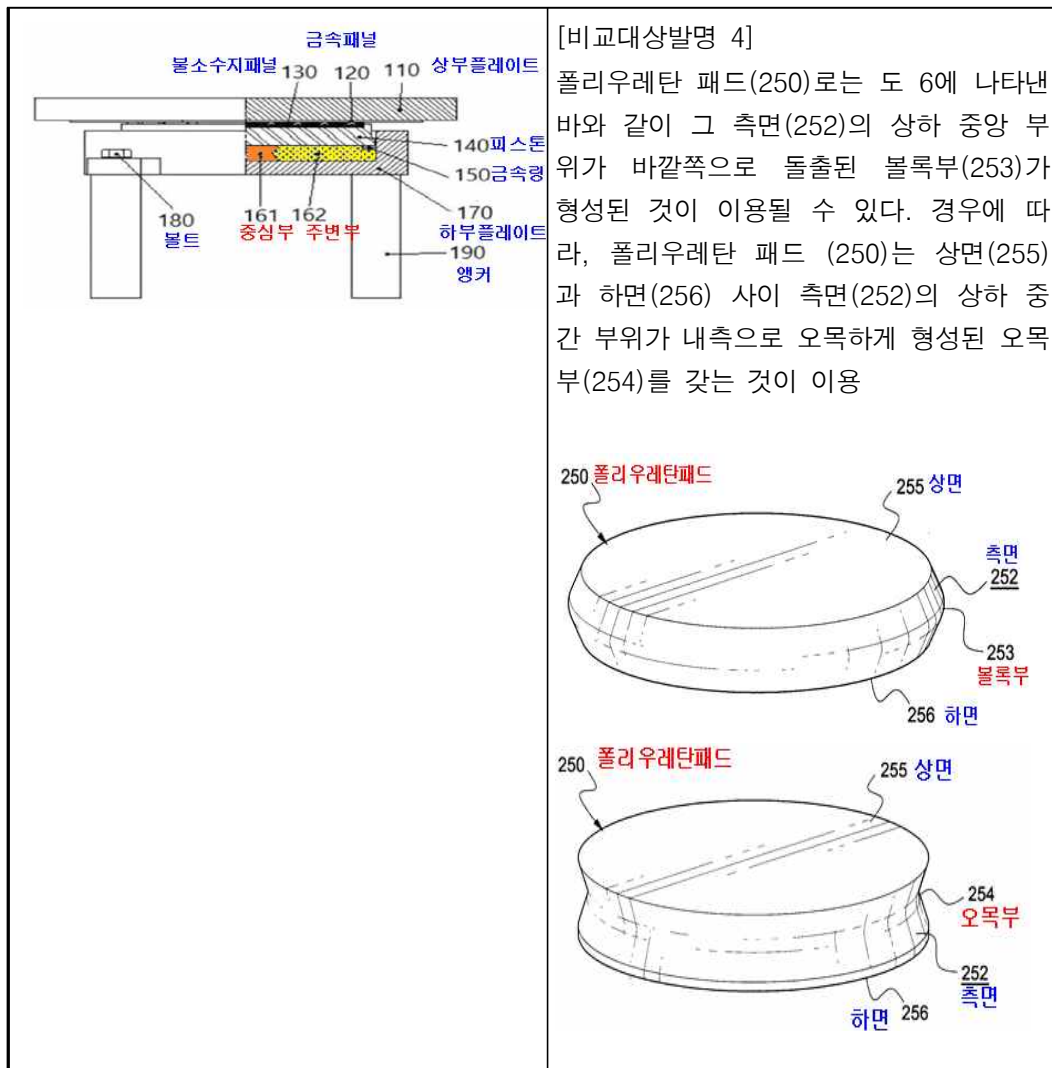 금속패널
불소수지패널 130 120 110 상부플레이트
140 피스톤
150 금속링
180 161 162 170
볼트 중심부 주변부 하부플레이트
190
앵커
[비교대상발명 4]
폴리우레탄 패드(250)로는 도 6에 나타낸
바와 같이 그 측면(252)의 상하 중앙 부
위가 바깥쪽으로 돌출된 볼록부(253)가
형성된 것이 이용될 수 있다. 경우에 따
라, 폴리우레탄 패드 (250)는 상면(255)
과 하면(256) 사이 측면(252)의 상하 중
간 부위가 내측으로 오목하게 형성된 오목
부(254)를 갖는 것이 이용
250 폴리우레탄패드
255 상면
측면
252
253
볼록부
256 하면
250 폴리우레탄패드
255 상면
254
오목부
252
측면
하면 256